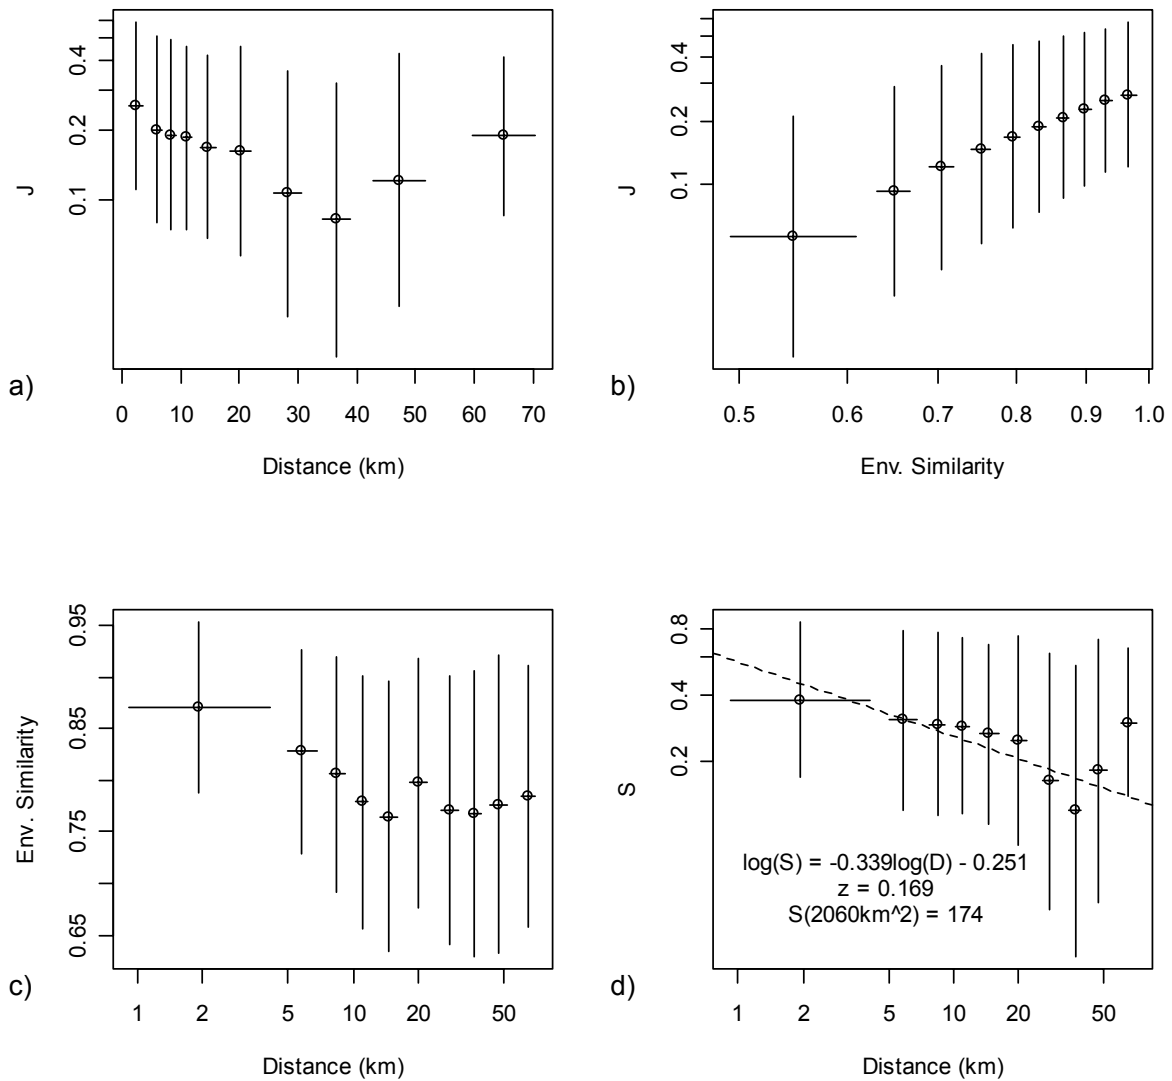 0.4
0.2
0.1
J
0 10 20 30 40 50 60 70
Distance (km)
a)
0.4
0.2
0.1
J
0.5 0.6 0.7 0.8 0.9 1.0
Env. Similarity
b)
0.95
0.85
0.75
0.65
Env. Similarity
1 2 5 10 20 50
Distance (km)
c)
0.8
0.4
0.2
S
log(S) = -0.339log(D) - 0.251
z = 0.169
S(2060km^2) = 174
1 2 5 10 20 50
Distance (km)
d)